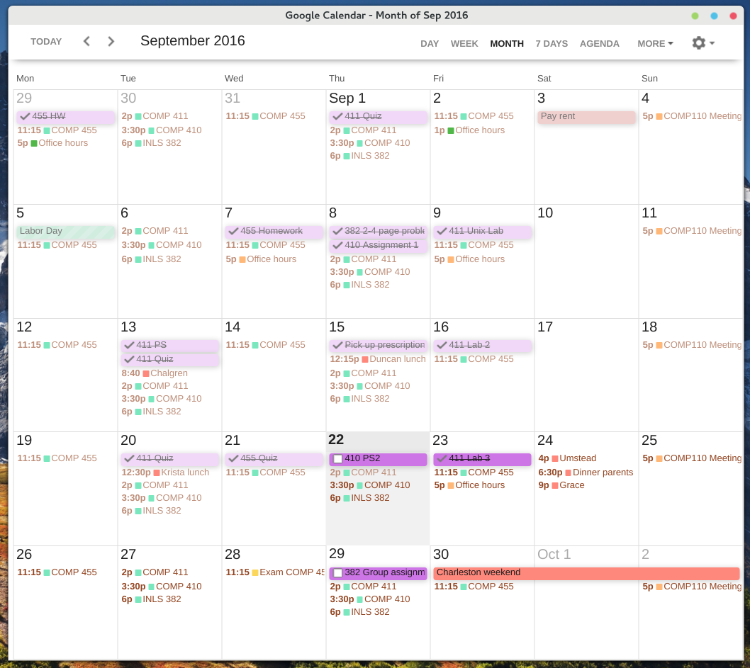 Google Calendar - Month of Sep 2016
TODAY September 2016 DAY WEEK MONTH 7 DAYS AGENDA MORE
Mon Tue Wed Thu Fri Sat Sun
29 30 31 Sep 1 2 3 4
455 HW 2p COMP 411 11:15 COMP 455 411 Quiz 11:15 COMP 455 Pay rent 5p COMP110 Meeting
11:15 COMP 455 3:30p COMP 410 2p COMP 411 1p Office hours
5p Office hours 6p INLS 382 3:30p COMP 410
6p INLS 382
5 6 7 8 9 10 11
Labor Day 2p COMP 411 455 Homework 382 2-4 page proble 411 Unix Lab 5p COMP110 Meeting
11:15 COMP 455 3:30p COMP 410 11:15 COMP 455 410 Assignment 1 11:15 COMP 455
6p INLS 382 5p Office hours 2p COMP 411 5p Office hours
3:30p COMP 410
6p INLS 382
12 13 14 15 16 17 18
11:15 COMP 455 411 PS 11:15 COMP 455 Pick up prescription 411 Lab 2 5p COMP110 Meeting
411 Quiz 12:15p Duncan lunch 11:15 COMP 455
8:40 Chalgren 2p COMP 411
2p COMP 411 3:30p COMP 410
3:30p COMP 410 6p INLS 382
6p INLS 382
19 20 21 22 23 24 25
11:15 COMP 455 411 Quiz 455 Quiz 410 PS2 411 Lab 3 4p Umstead 5p COMP110 Meeting
12:30p Krista lunch 11:15 COMP 455 2p COMP 411 11:15 COMP 455 6:30p Dinner parents
2p COMP 411 3:30p COMP 410 5p Office hours 9p Grace
3:30p COMP 410 6p INLS 382
6p INLS 382
26 27 28 29 30 Oct 1 2
11:15 COMP 455 2p COMP 411 11:15 Exam COMP 45 382 Group assignm Charleston weekend
3:30p COMP 410 2p COMP 411 11:15 COMP 455 5p COMP110 Meeting
6p INLS 382 3:30p COMP 410
6p INLS 382